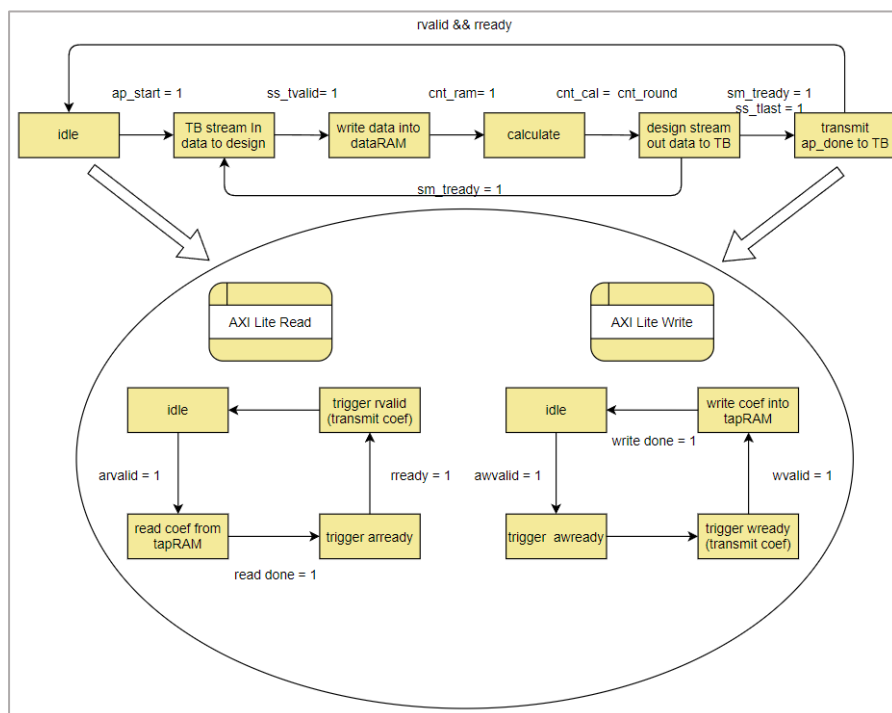 rvalid && rready
ap_start = 1
ss_tvalid= 1
cnt_ram= 1
cnt_cal = cnt_round
sm_tready = 1
ss_tlast = 1
idle
TB stream In
data to design
write data into
dataRAM
calculate
design stream
out data to TB
transmit
ap_done to TB
sm_tready = 1
AXI Lite Read
AXI Lite Write
idle
trigger rvalid
(transmit coef)
idle
write coef into
tapRAM
write done = 1
arvalid = 1
rready = 1
awvalid = 1
wvalid = 1
read coef from
tapRAM
trigger arready
trigger awready
trigger wready
(transmit coef)
read done = 1